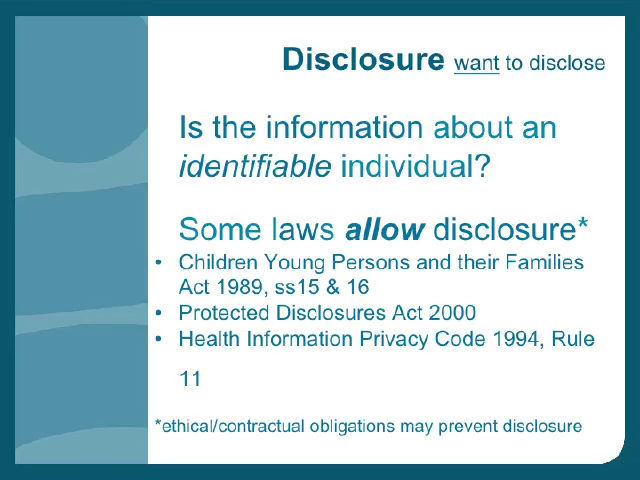 Disclosure want to disclose
Is the information about an
identifiable individual?
Some laws allow disclosure*
• Children Young Persons and their Families
Act 1989, ss15 & 16
• Protected Disclosures Act 2000
• Health Information Privacy Code 1994, Rule
11
*ethical/contractual obligations may prevent disclosure